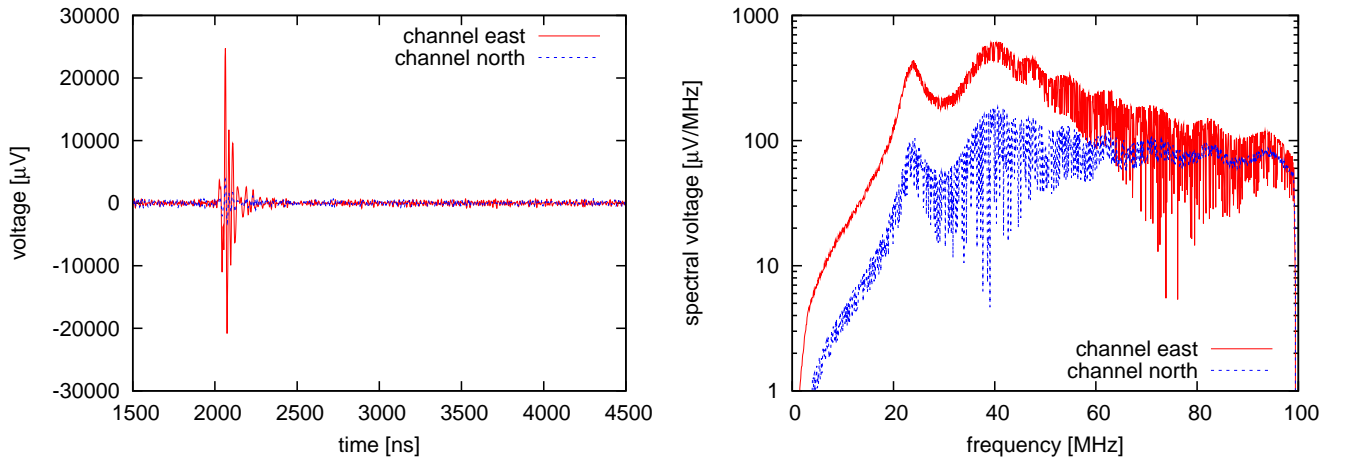 30000
20000
10000
0
-10000
-20000
-30000
voltage [μV]
1500 2000 2500 3000 3500 4000 4500
time [ns]
channel east
channel north
1000
100
10
1
spectral voltage [μV/MHz]
0 20 40 60 80 100
frequency [MHz]
channel east
channel north